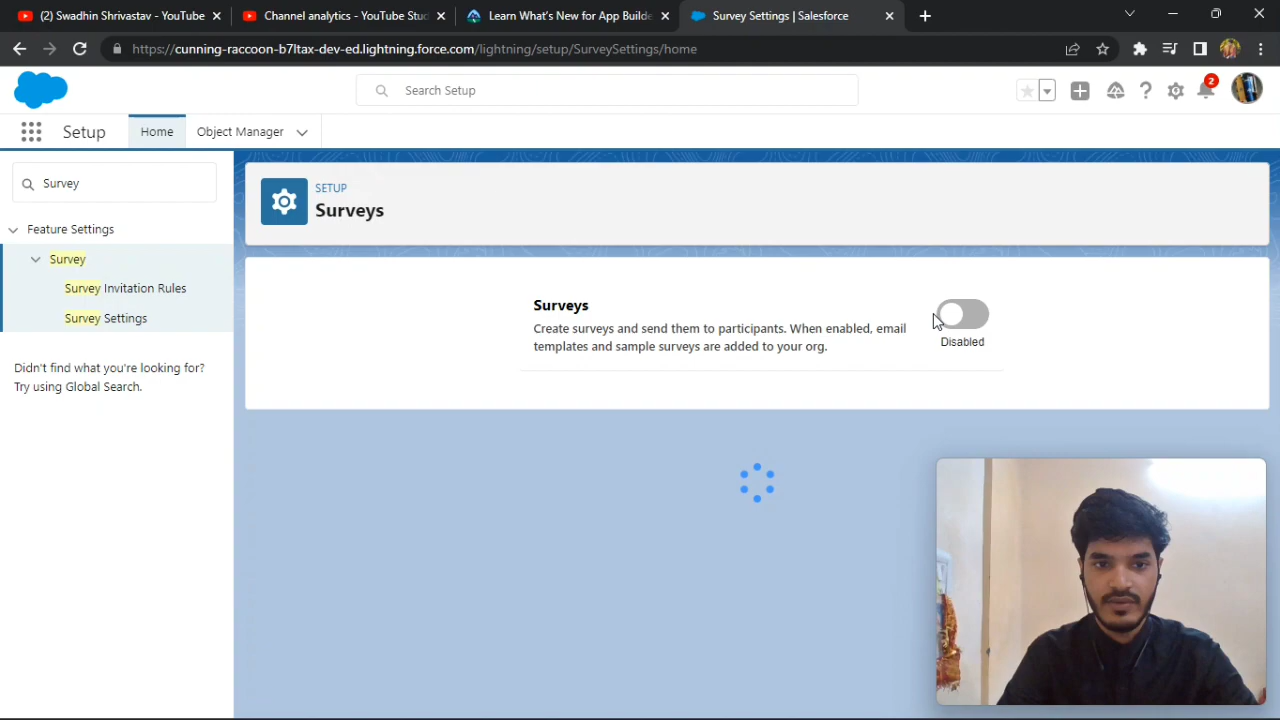 (2) Swadhin Shrivastav - YouTube
Channel analytics - YouTube Stu
Learn What's New for App Builde
Survey Settings | Salesforce
https://cunning-raccoon-b7ltax-dev-ed.lightning.force.com/lightning/setup/SurveySettings/home
Search Setup
2
Setup
Home
Object Manager
Survey
Feature Settings
Survey
Survey Invitation Rules
Survey Settings
Didn't find what you're looking for?
Try using Global Search.
SETUP
Surveys
Surveys
Create surveys and send them to participants. When enabled, email
templates and sample surveys are added to your org.
Disabled